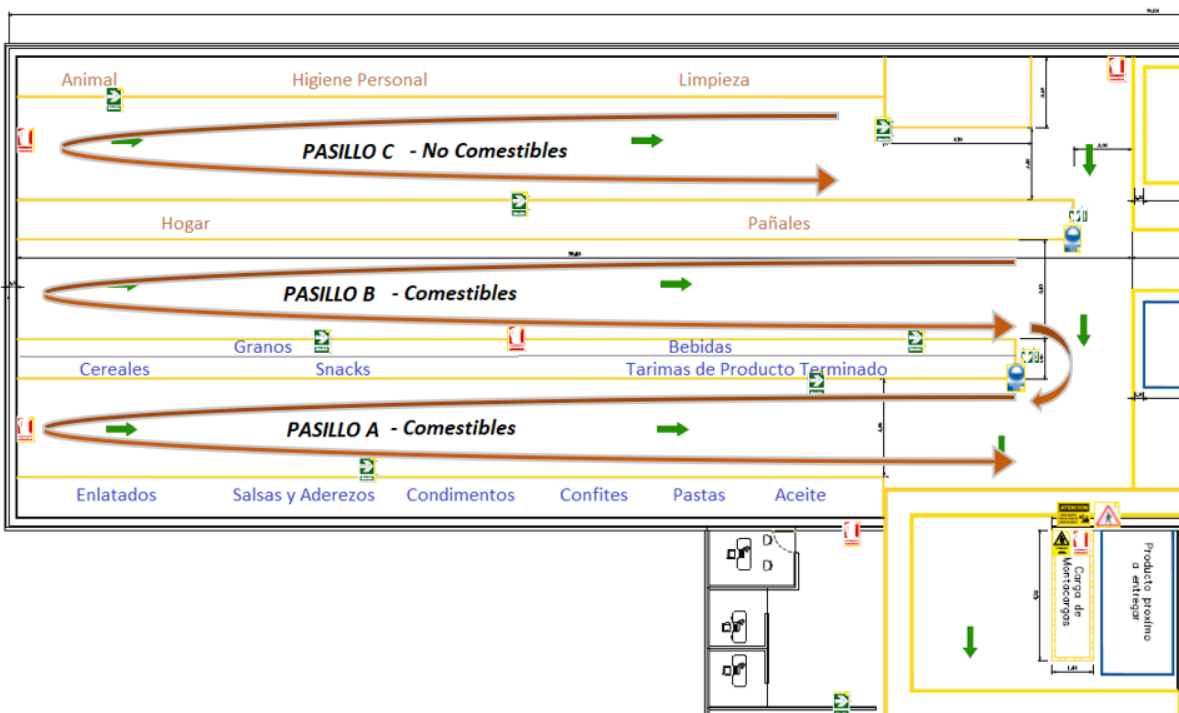 Animal Higiene Personal Limpieza
PASILLO C - No Comestibles
Hogar Pañales
PASILLO B - Comestibles
Granos Bebidas
Cereales Snacks Tarimas de Producto Terminado
PASILLO A - Comestibles
Enlatados Salsas y Aderezos Condimentos Confites Pastas Aceite
ATENCION
Carga de
Montacargas
Producto proximo
a entregar